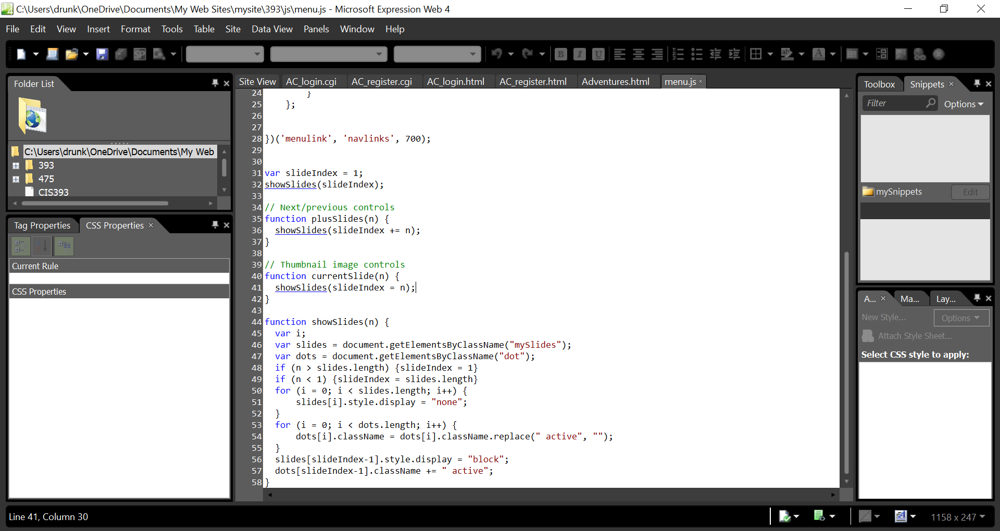 C:\Users\drunk\OneDrive\Documents\My Web Sites\mysite\393\js\menu.js - Microsoft Expression Web 4
File Edit View Insert Format Tools Table Site Data View Panels Window Help
Folder List
C:\Users\drunk\OneDrive\Documents\My Web
393
475
CIS393
Tag Properties CSS Properties
Current Rule
CSS Properties
Site View AC_login.cgi AC_register.cgi AC_login.html AC_register.html Adventures.html menu.js
24 }
25 };
26
27
28 })('menulink', 'navlinks', 700);
29
30
31 var slideIndex = 1;
32 showSlides(slideIndex);
33
34 // Next/previous controls
35 function plusSlides(n) {
36 showSlides(slideIndex += n);
37 }
38
39 // Thumbnail image controls
40 function currentSlide(n) {
41 showSlides(slideIndex = n);
42 }
43
44 function showSlides(n) {
45 var i;
46 var slides = document.getElementsByClassName("mySlides");
47 var dots = document.getElementsByClassName("dot");
48 if (n > slides.length) {slideIndex = 1}
49 if (n < 1) {slideIndex = slides.length}
50 for (i = 0; i < slides.length; i++) {
51 slides[i].style.display = "none";
52 }
53 for (i = 0; i < dots.length; i++) {
54 dots[i].className = dots[i].className.replace(" active", "");
55 }
56 slides[slideIndex-1].style.display = "block";
57 dots[slideIndex-1].className += " active";
58 }
Toolbox Snippets
Filter Options
mySnippets Edit
A... Ma... Lay...
New Style... Options
Attach Style Sheet...
Select CSS style to apply:
Line 41, Column 30
1158 x 247